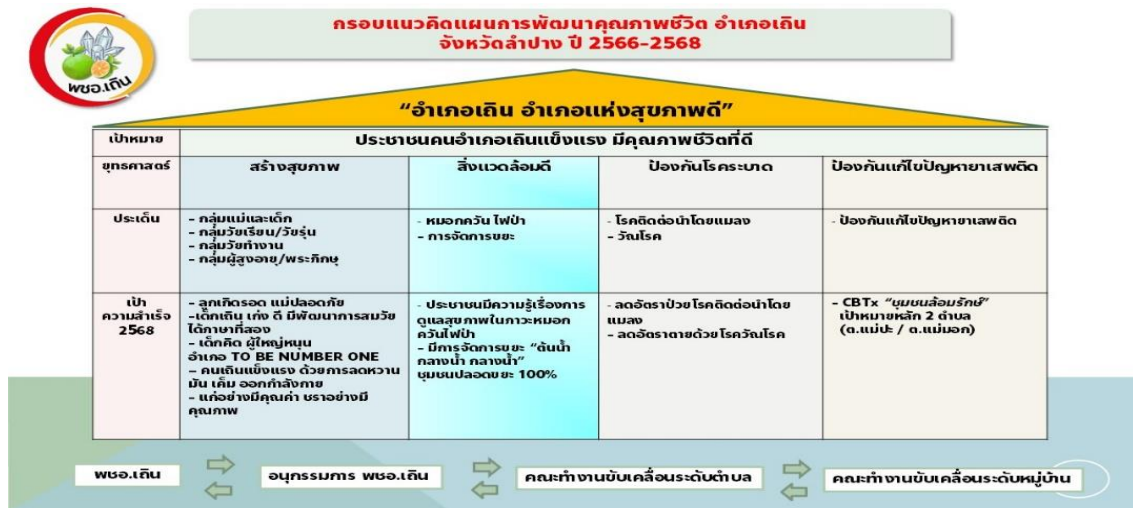 พชอ.เถิน
กรอบแนวคิดแผนการพัฒนาคุณภาพชีวิต อำเภอเถิน
จังหวัดลำปาง ปี 2566-2568
“อำเภอเถิน อำเภอแห่งสุขภาพดี”
เป้าหมาย
ประชาชนคนอำเภอเถินแข็งแรง มีคุณภาพชีวิตที่ดี
ยุทธศาสตร์
สร้างสุขภาพ
สิ่งแวดล้อมดี
ป้องกันโรคระบาด
ป้องกันแก้ไขปัญหายาเสพติด
ประเด็น
- กลุ่มแม่และเด็ก
- กลุ่มวัยเรียน/วัยรุ่น
- กลุ่มวัยทำงาน
- กลุ่มผู้สูงอายุ/พระภิกษุ
- หมอกควัน ไฟป่า
- การจัดการขยะ
- โรคติดต่อนำโดยแมลง
- วัณโรค
- ป้องกันแก้ไขปัญหายาเสพติด
เป้า
ความสำเร็จ
2568
- ลูกเกิดรอด แม่ปลอดภัย
-เด็กเถิน เก่ง ดี มีพัฒนาการสมวัย
ได้ภาษาที่สอง
- เด็กคิด ผู้ใหญ่หนุน
อำเภอ TO BE NUMBER ONE
- คนเถินแข็งแรง ด้วยการลดหวาน
มัน เค็ม ออกกำลังกาย
- แก่อย่างมีคุณค่า ชราอย่างมี
คุณภาพ
- ประชาชนมีความรู้เรื่องการ
ดูแลสุขภาพในภาวะหมอก
ควันไฟป่า
- มีการจัดการขยะ “ต้นน้ำ
กลางน้ำ กลางน้ำ”
ชุมชนปลอดขยะ 100%
- ลดอัตราป่วยโรคติดต่อนำโดย
แมลง
- ลดอัตราตายด้วยโรควัณโรค
- CBTx “ชุมชนล้อมรักษ์”
เป้าหมายหลัก 2 ตำบล
(ต.แม่ปะ / ต.แม่มอก)
พชอ.เถิน
อนุกรรมการ พชอ.เถิน
คณะทำงานขับเคลื่อนระดับตำบล
คณะทำงานขับเคลื่อนระดับหมู่บ้าน